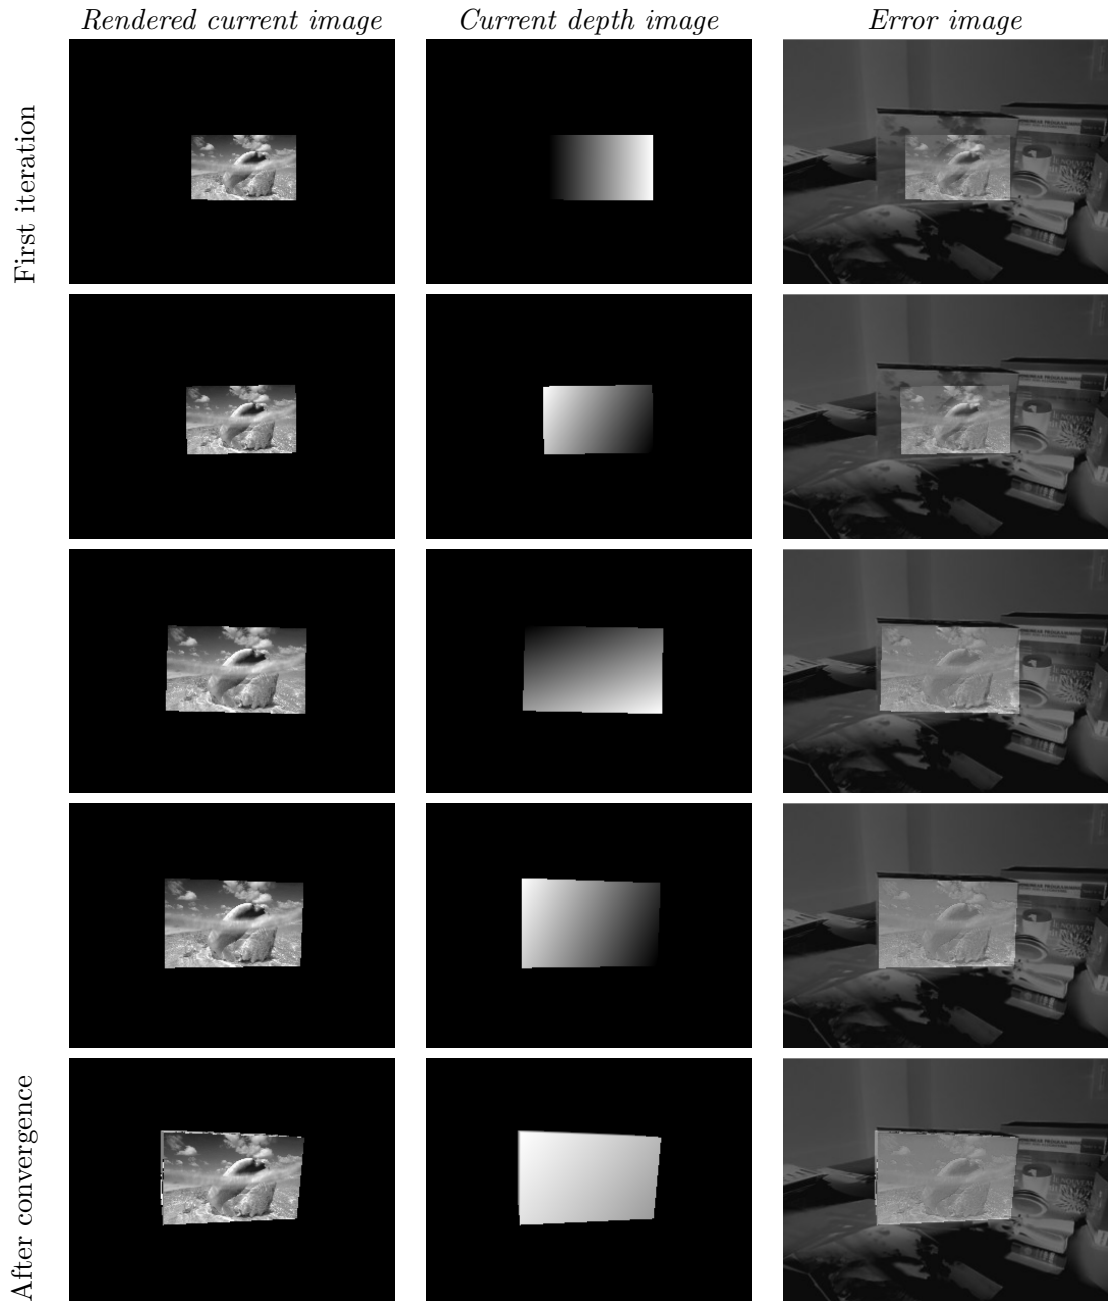 Rendered current image
Current depth image
Error image
First iteration
After convergence